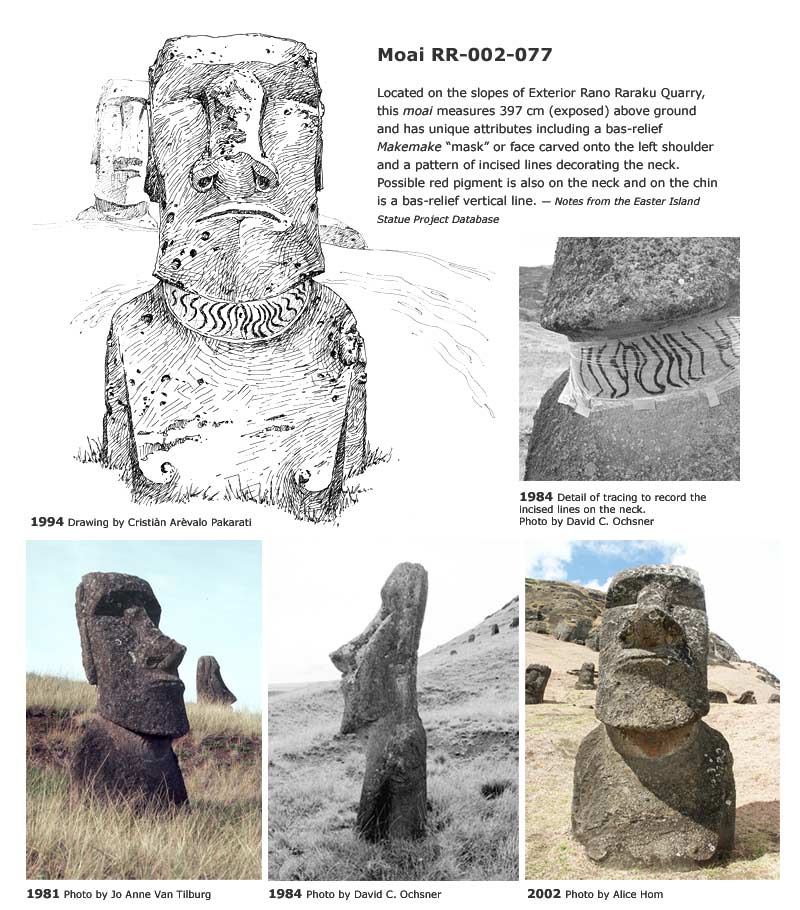 Moai RR-002-077
Located on the slopes of Exterior Rano Raraku Quarry,
this moai measures 397 cm (exposed) above ground
and has unique attributes including a bas-relief
Makemake “mask” or face carved onto the left shoulder
and a pattern of incised lines decorating the neck.
Possible red pigment is also on the neck and on the chin
is a bas-relief vertical line. — Notes from the Easter Island
Statue Project Database
1984 Detail of tracing to record the
incised lines on the neck.
Photo by David C. Ochsner
1994 Drawing by Cristiàn Arèvalo Pakarati
1981 Photo by Jo Anne Van Tilburg
1984 Photo by David C. Ochsner
2002 Photo by Alice Hom